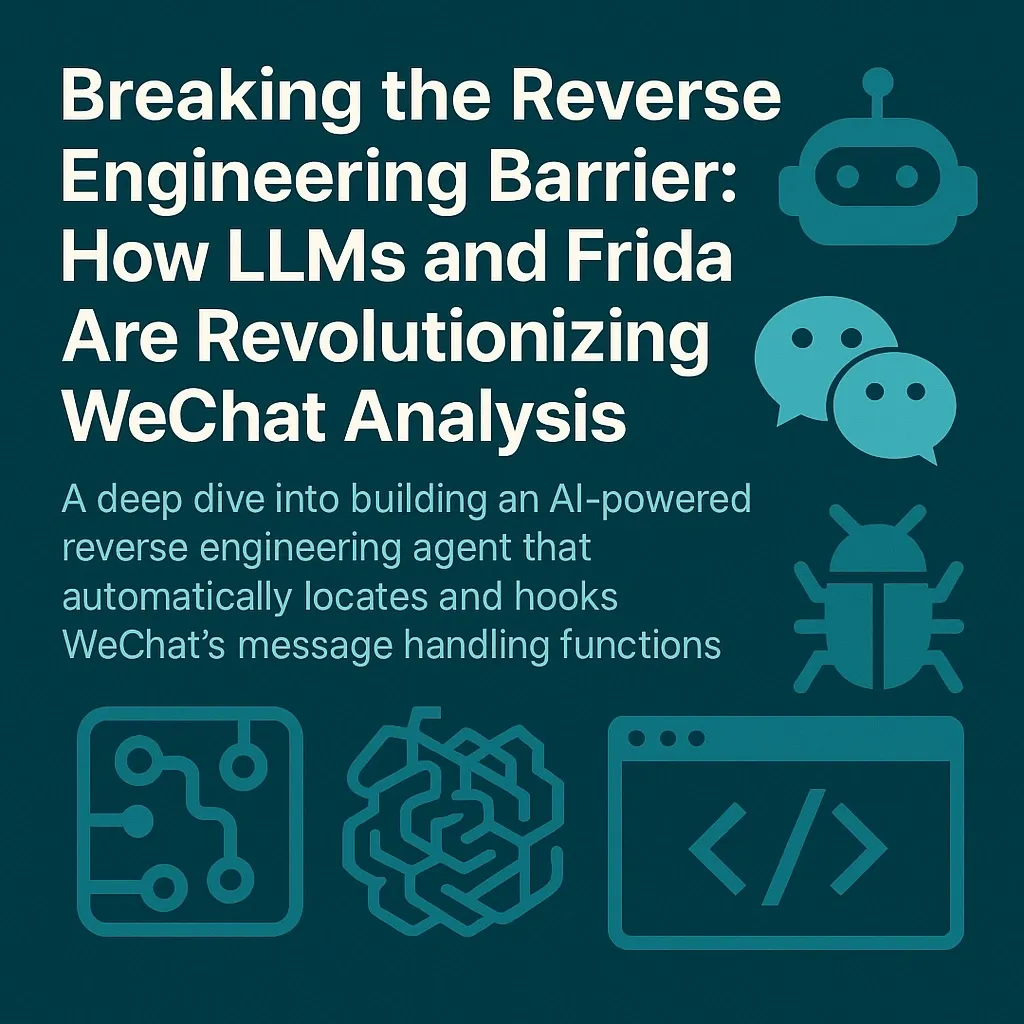 Breaking the Reverse
Engineering Barrier:
How LLMs and Frida
Are Revolutionizing
WeChat Analysis
A deep dive into building an AI-powered
reverse engineering agent that
automatically locates and hooks
WeChat’s message handling functions
</>